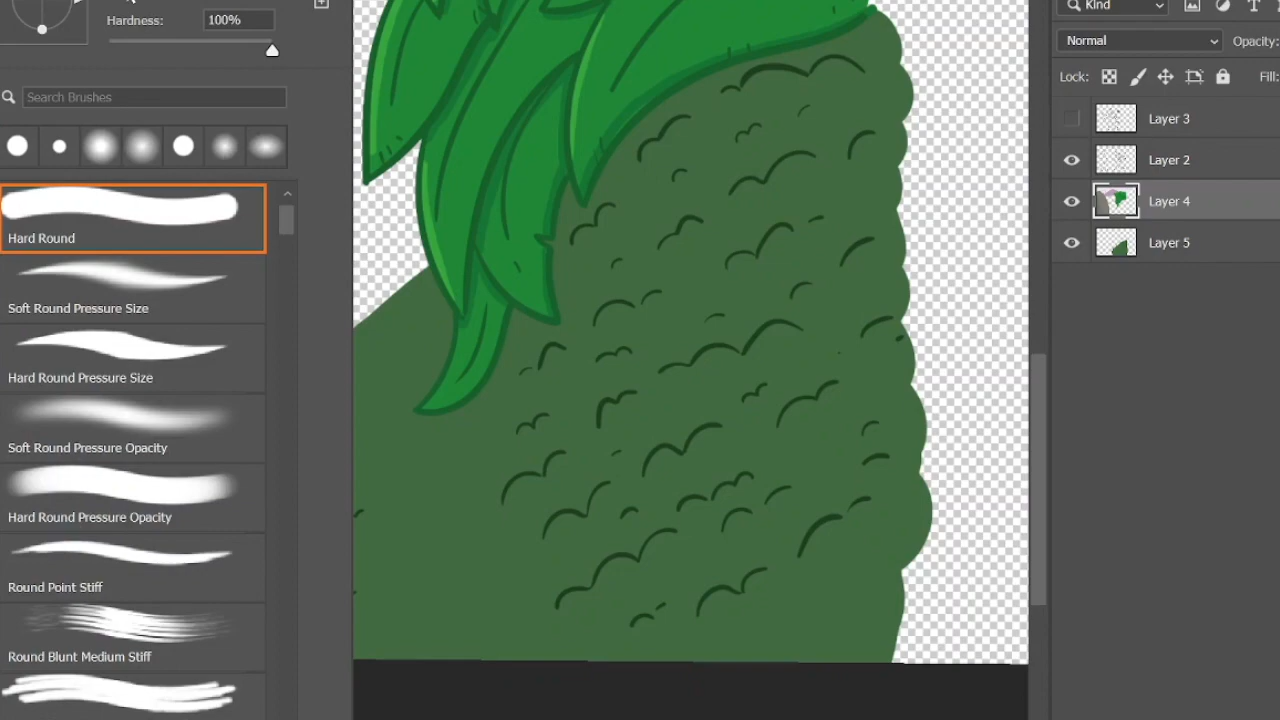 Hardness:
100%
Search Brushes
Hard Round
Soft Round Pressure Size
Hard Round Pressure Size
Soft Round Pressure Opacity
Hard Round Pressure Opacity
Round Point Stiff
Round Blunt Medium Stiff
Kind
Normal
Opacity:
Lock:
Fill:
Layer 3
Layer 2
Layer 4
Layer 5